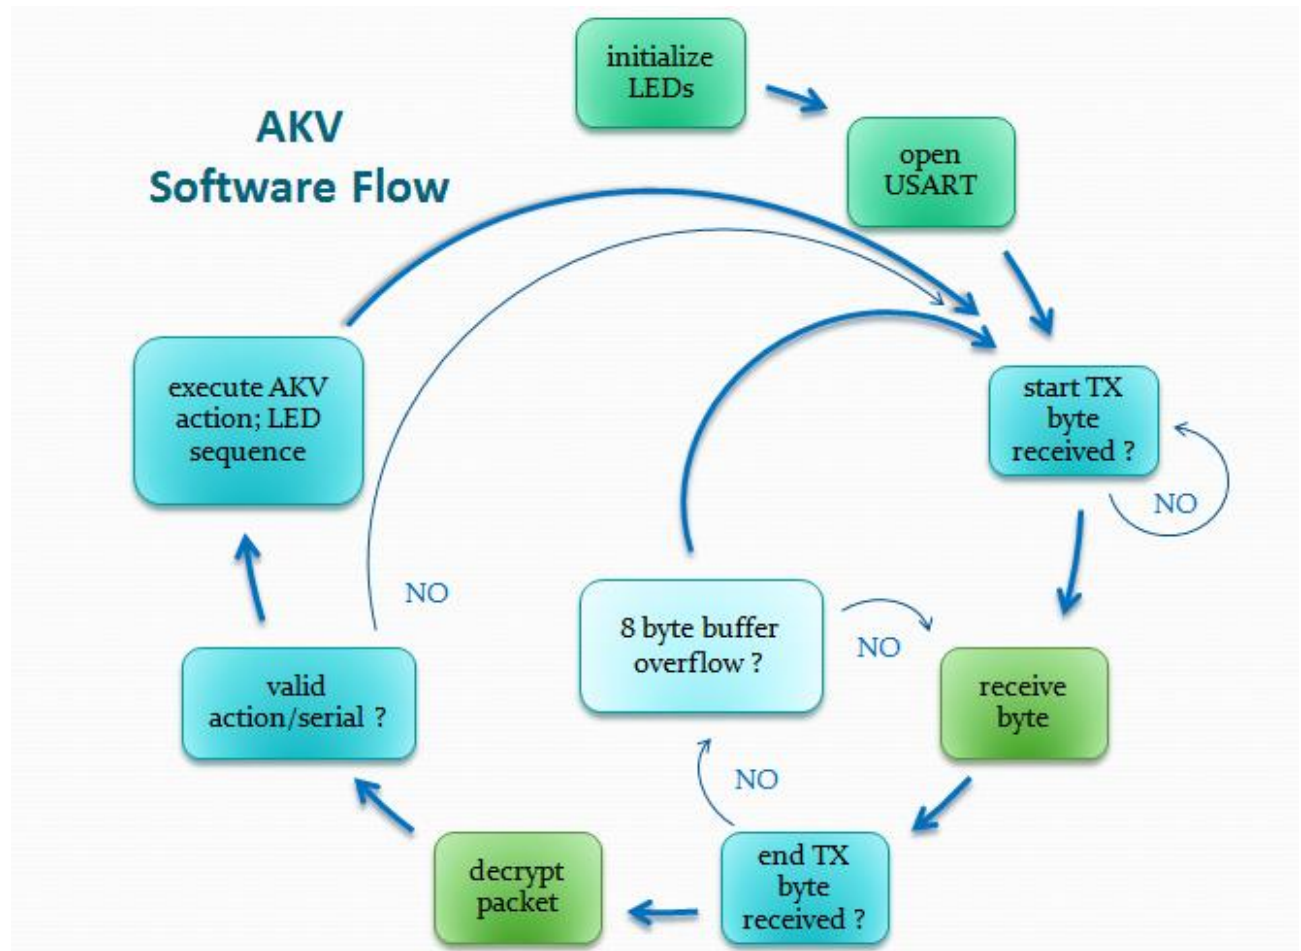 initialize
LEDs
AKV
Software Flow
open
USART
execute AKV
action; LED
sequence
start TX
byte
received ?
NO
NO
8 byte buffer
overflow ?
NO
valid
action/serial ?
receive
byte
NO
decrypt
packet
end TX
byte
received ?